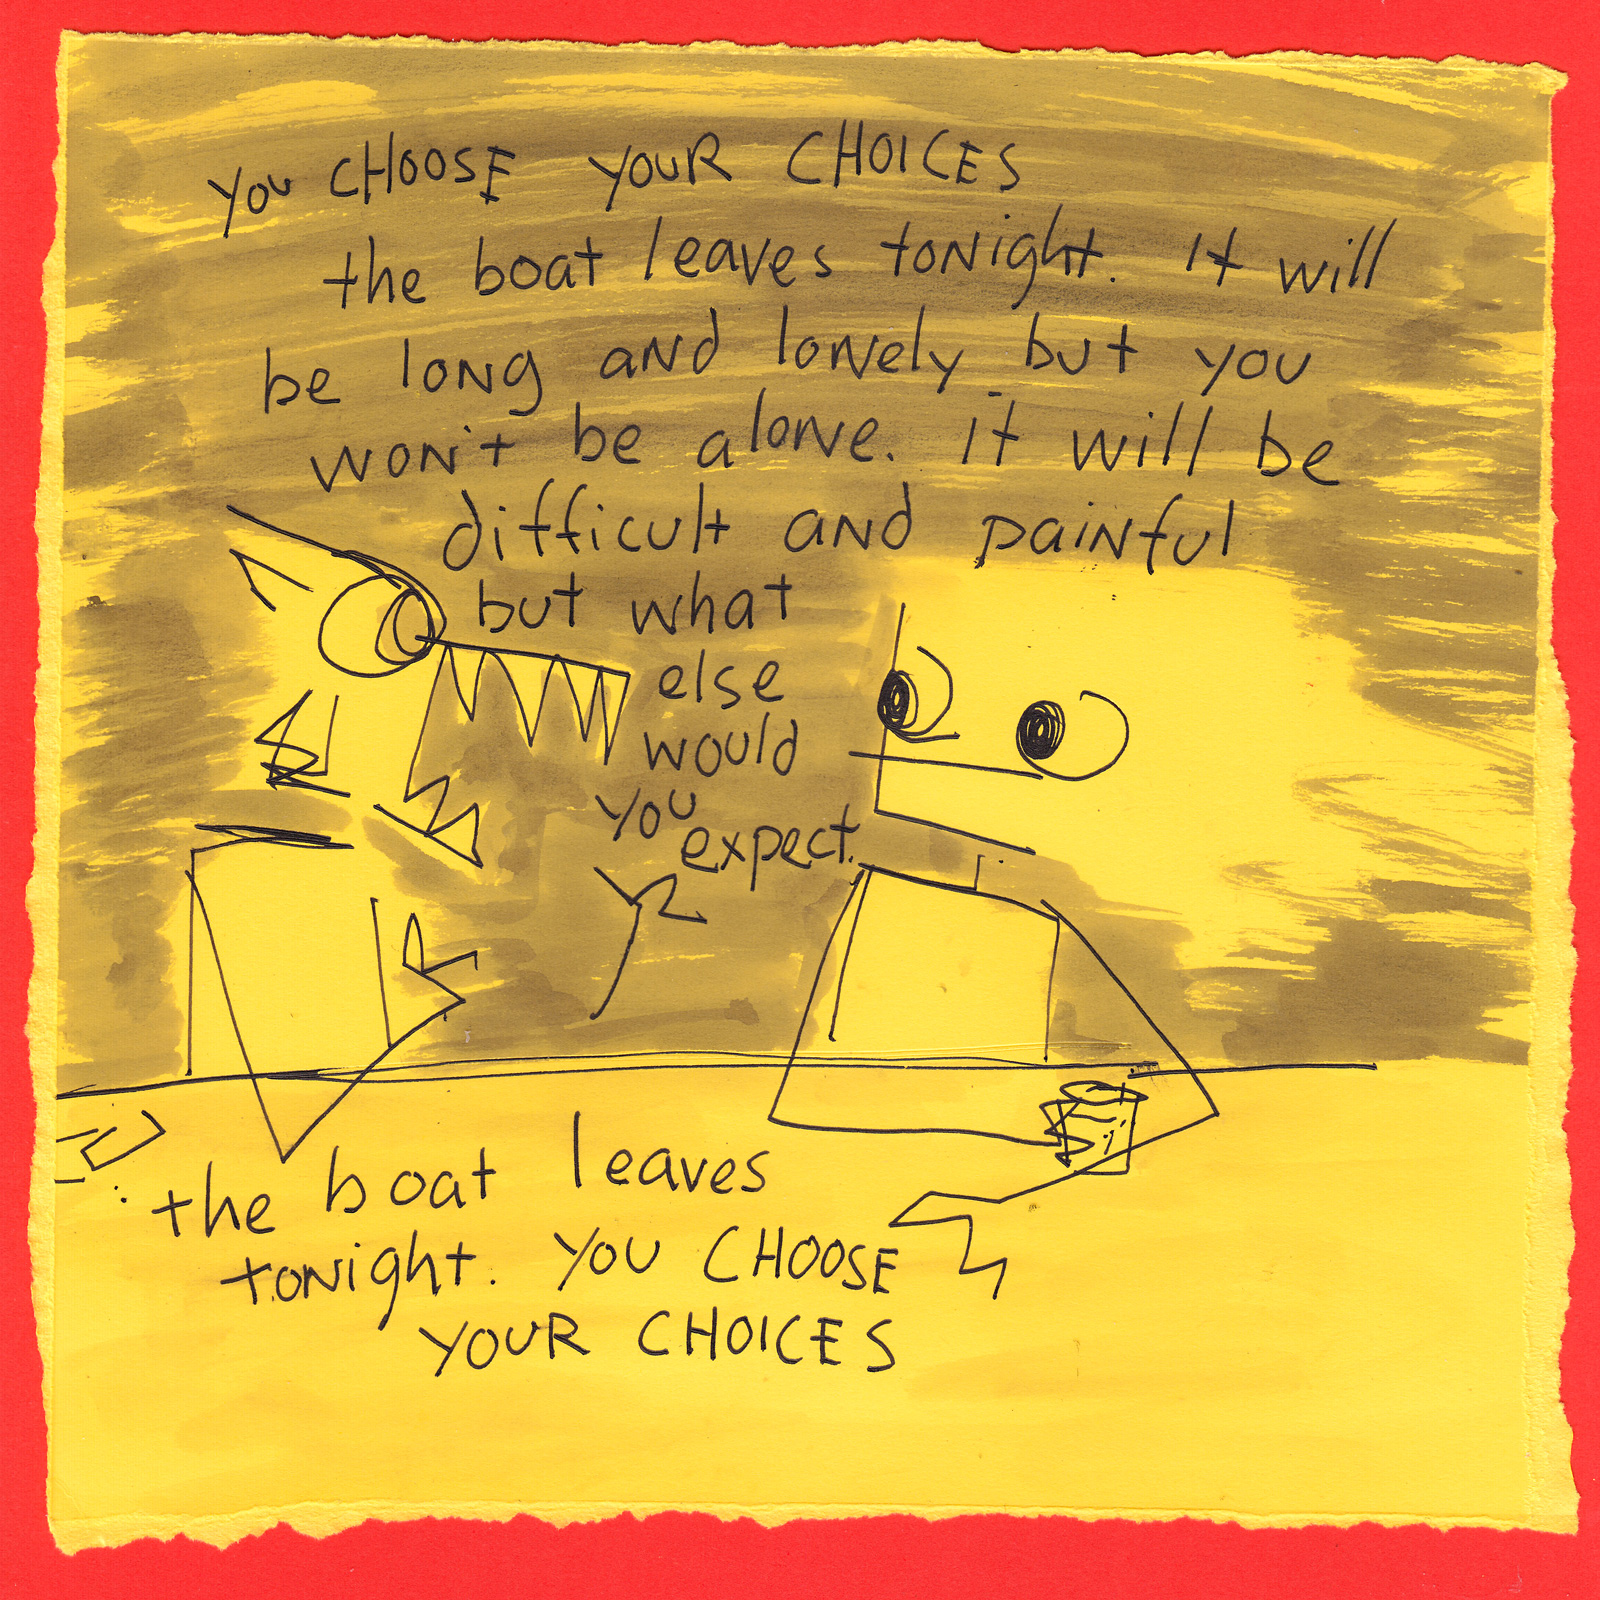 you CHOOSE YOUR CHOICES
the boat leaves tonight. It will
be long and lonely but you
won't be alone. it will be
difficult and painful
but what
else
would
you
expect.
the boat leaves
tonight. YOU CHOOSE
YOUR CHOICES